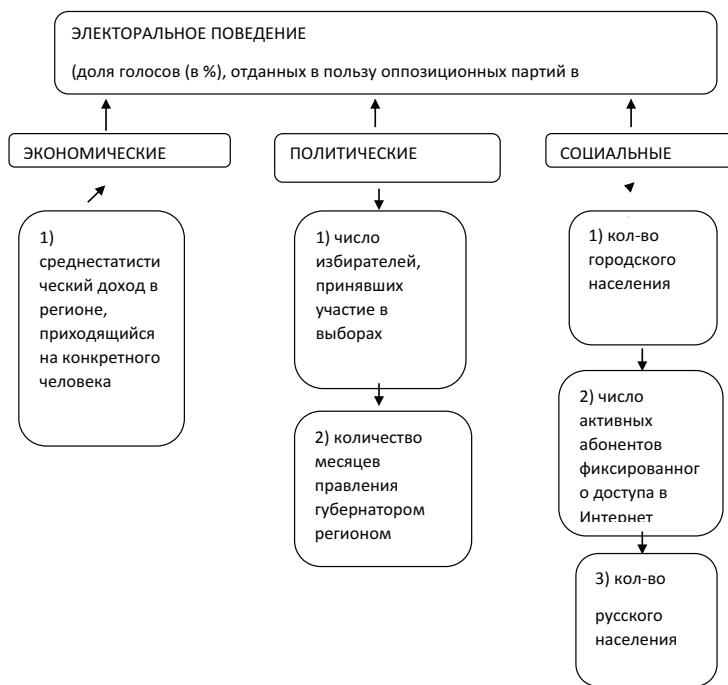 ЭЛЕКТОРАЛЬНОЕ ПОВЕДЕНИЕ
(доля голосов (в %), отданных в пользу оппозиционных партий в
ЭКОНОМИЧЕСКИЕ
ПОЛИТИЧЕСКИЕ
СОЦИАЛЬНЫЕ
1)
среднестатисти
ческий доход в
регионе,
приходящийся
на конкретного
человека
1) число
избирателей,
принявших
участие в
выборах
2) количество
месяцев
правления
губернатором
регионом
1) кол-во
городского
населения
2) число
активных
абонентов
фиксированног
о доступа в
Интернет
3) кол-во
русского
населения